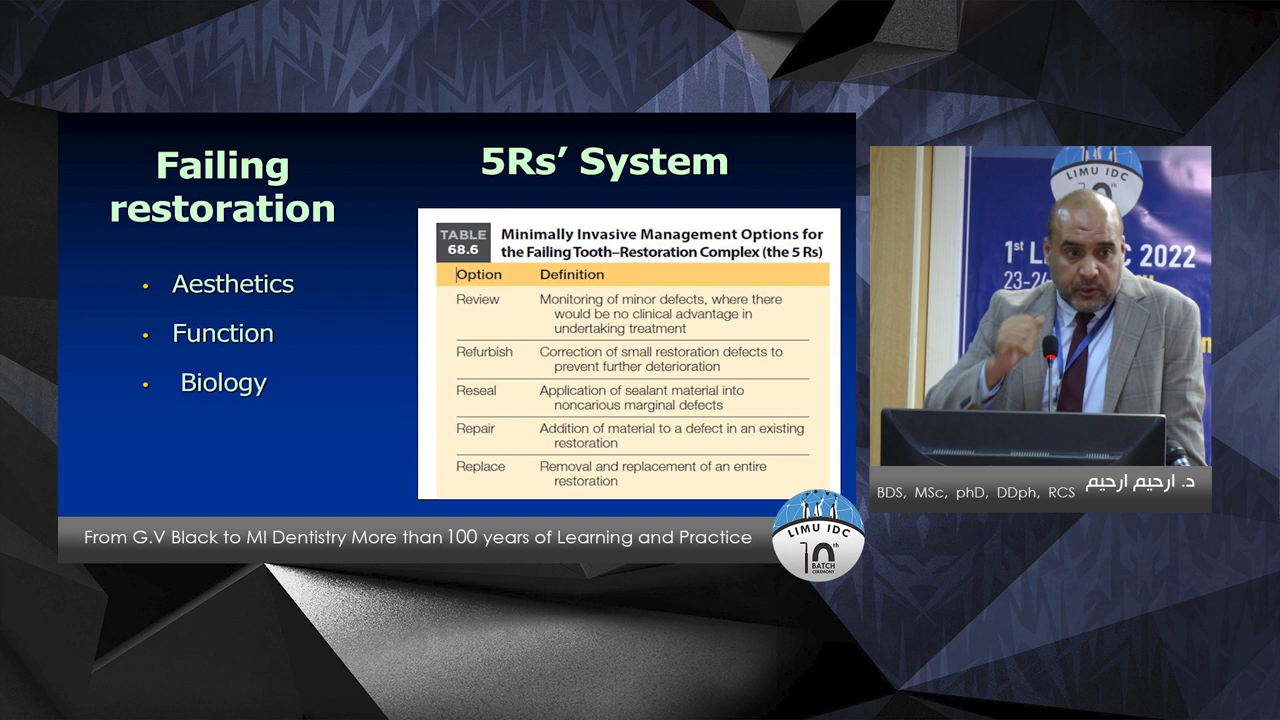 Failing
restoration
• Aesthetics
• Function
• Biology
5Rs’ System
TABLE
68.6
Minimally Invasive Management Options for
the Failing Tooth–Restoration Complex (the 5 Rs)
Option Definition
Review Monitoring of minor defects, where there
would be no clinical advantage in
undertaking treatment
Refurbish Correction of small restoration defects to
prevent further deterioration
Reseal Application of sealant material into
noncarious marginal defects
Repair Addition of material to a defect in an existing
restoration
Replace Removal and replacement of an entire
restoration
From G.V Black to MI Dentistry More than 100 years of Learning and Practice
LIMU IDC
10th
BATCH
CEREMONY
LIMU IDC
1st
C 2022
23-24
BDS, MSc, phD, DDph, RCS د. ارحيم ارحيم